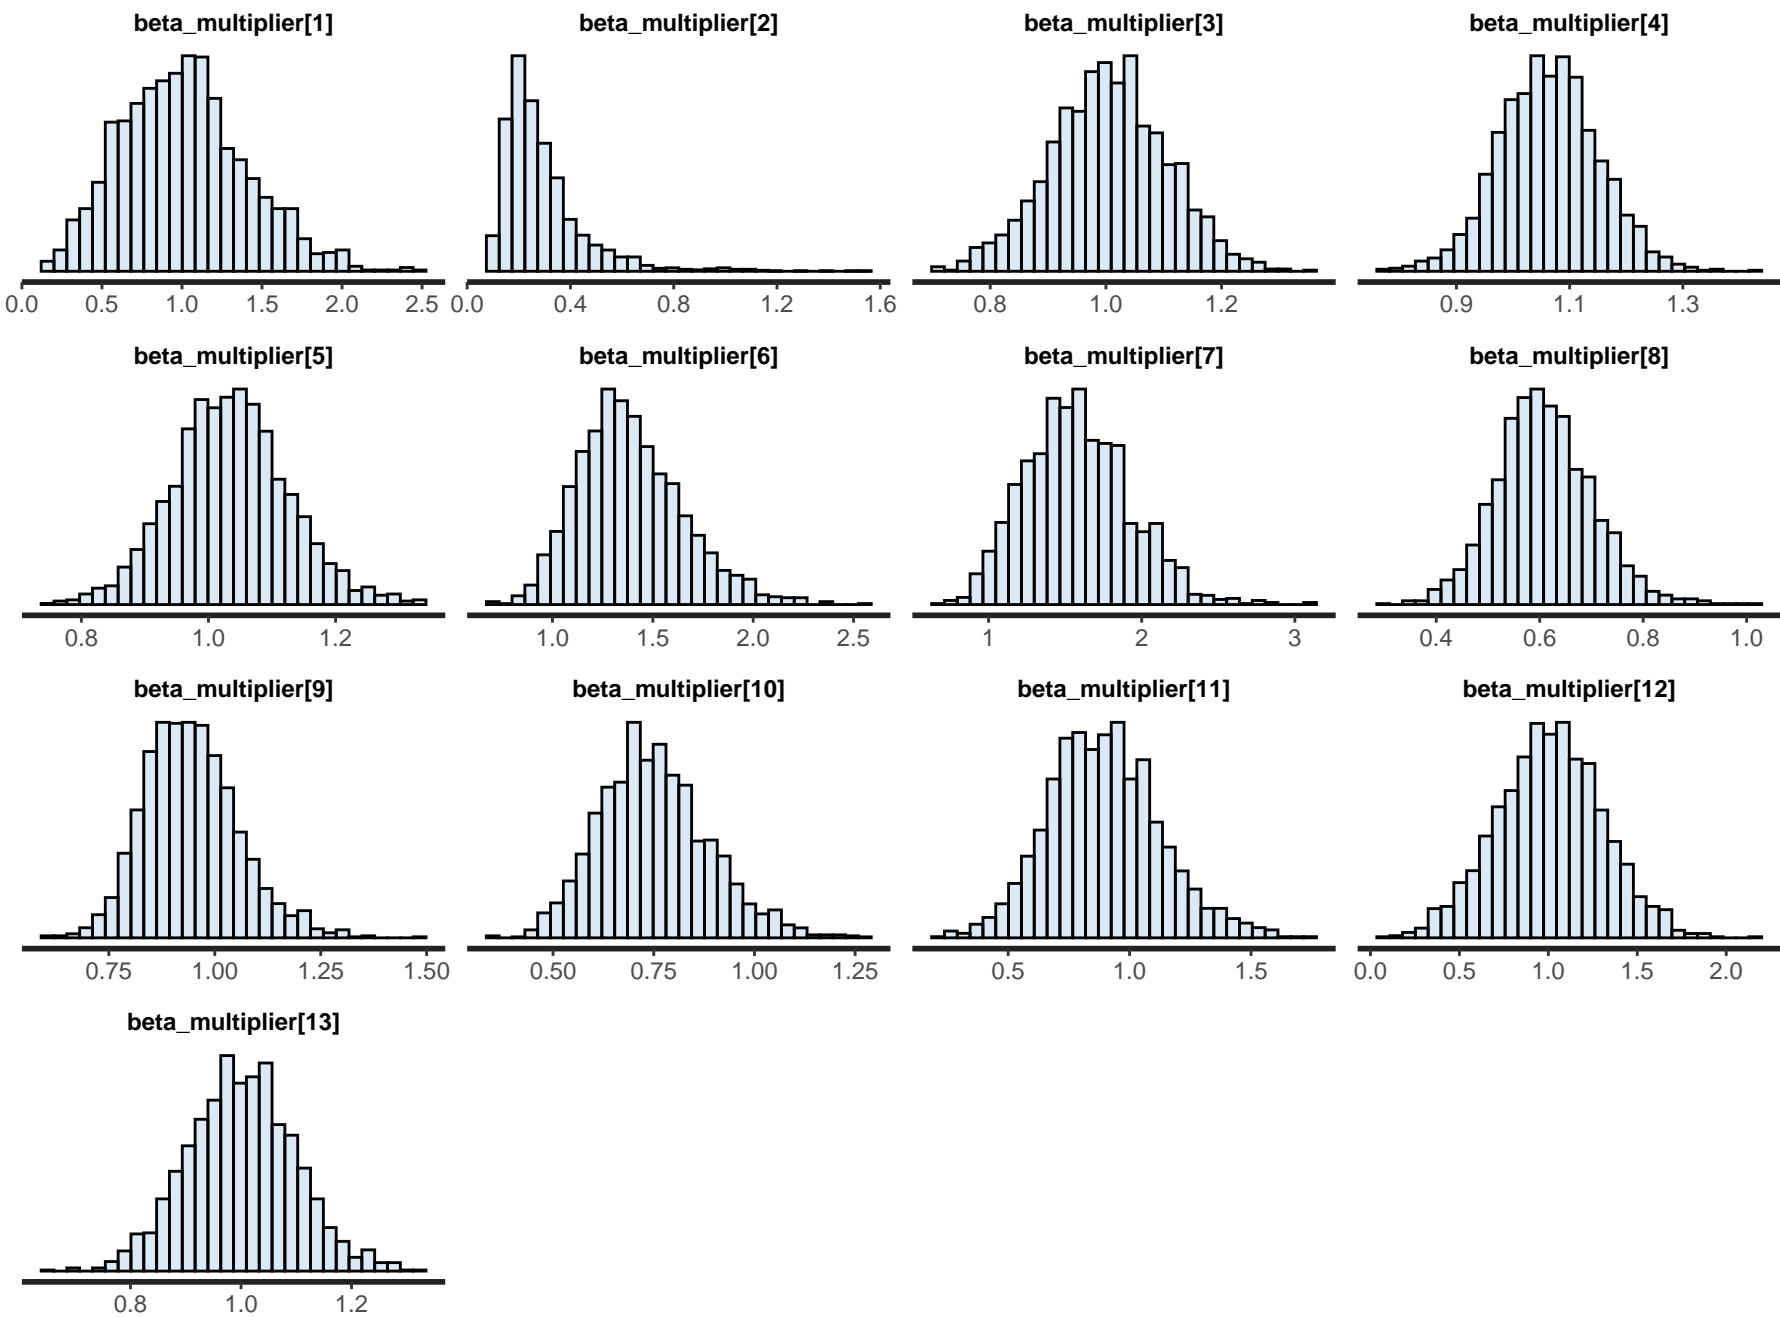 beta_multiplier[1] beta_multiplier[2] beta_multiplier[3] beta_multiplier[4]
0.0 0.5 1.0 1.5 2.0 2.5 0.0 0.4 0.8 1.2 1.6 0.8 1.0 1.2 0.9 1.1 1.3
beta_multiplier[5] beta_multiplier[6] beta_multiplier[7] beta_multiplier[8]
0.8 1.0 1.2 1.0 1.5 2.0 2.5 1 2 3 0.4 0.6 0.8 1.0
beta_multiplier[9] beta_multiplier[10] beta_multiplier[11] beta_multiplier[12]
0.75 1.00 1.25 1.50 0.50 0.75 1.00 1.25 0.5 1.0 1.5 0.0 0.5 1.0 1.5 2.0
beta_multiplier[13]
0.8 1.0 1.2